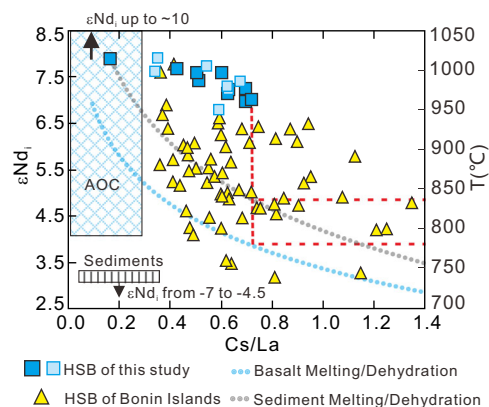 εNdᵢ up to ~10
8.5
7.5
6.5
5.5
4.5
3.5
2.5
εNdᵢ
AOC
Sediments
εNdᵢ from -7 to -4.5
1050
1000
950
900
850
800
750
700
T(℃)
0.0 0.2 0.4 0.6 0.8 1.0 1.2 1.4
Cs/La
HSB of this study
Basalt Melting/Dehydration
HSB of Bonin Islands
Sediment Melting/Dehydration